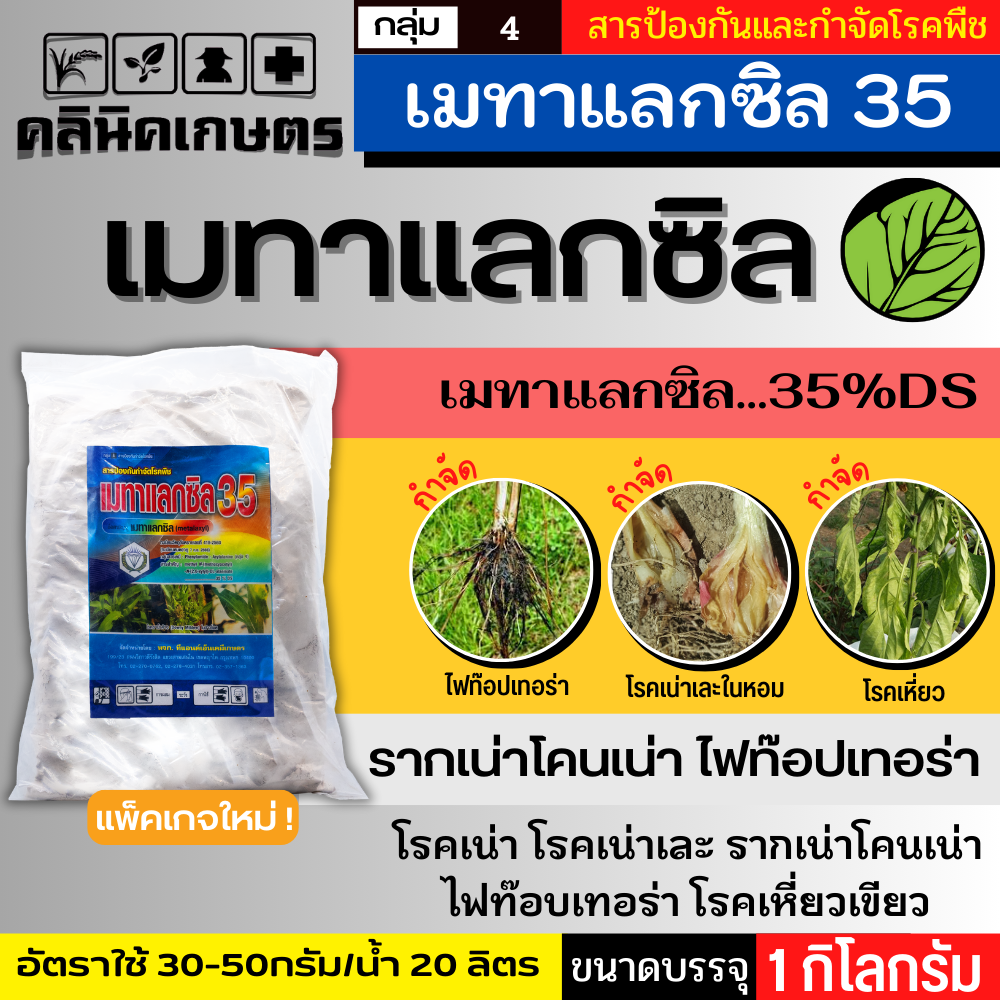 กลุ่ม 4 สารป้องกันและกำจัดโรคพืช
คลินิคเกษตร
เมทาแลกซิล 35
เมทาแลกซิล
เมทาแลกซิล...35%DS
สารป้องกันกำจัดโรคพืช
เมทาแลกซิล 35
เมทาแลกซิล (metalaxyl)
กำจัด กำจัด กำจัด
ไฟท๊อปเทอร่า โรคเน่าเละในหอม โรคเหี่ยว
รากเน่าโคนเน่า ไฟท๊อปเทอร่า
แพ็คเกจใหม่ !
โรคเน่า โรคเน่าเละ รากเน่าโคนเน่า
ไฟท๊อบเทอร่า โรคเหี่ยวเขียว
อัตราใช้ 30-50กรัม/น้ำ 20 ลิตร ขนาดบรรจุ 1 กิโลกรัม